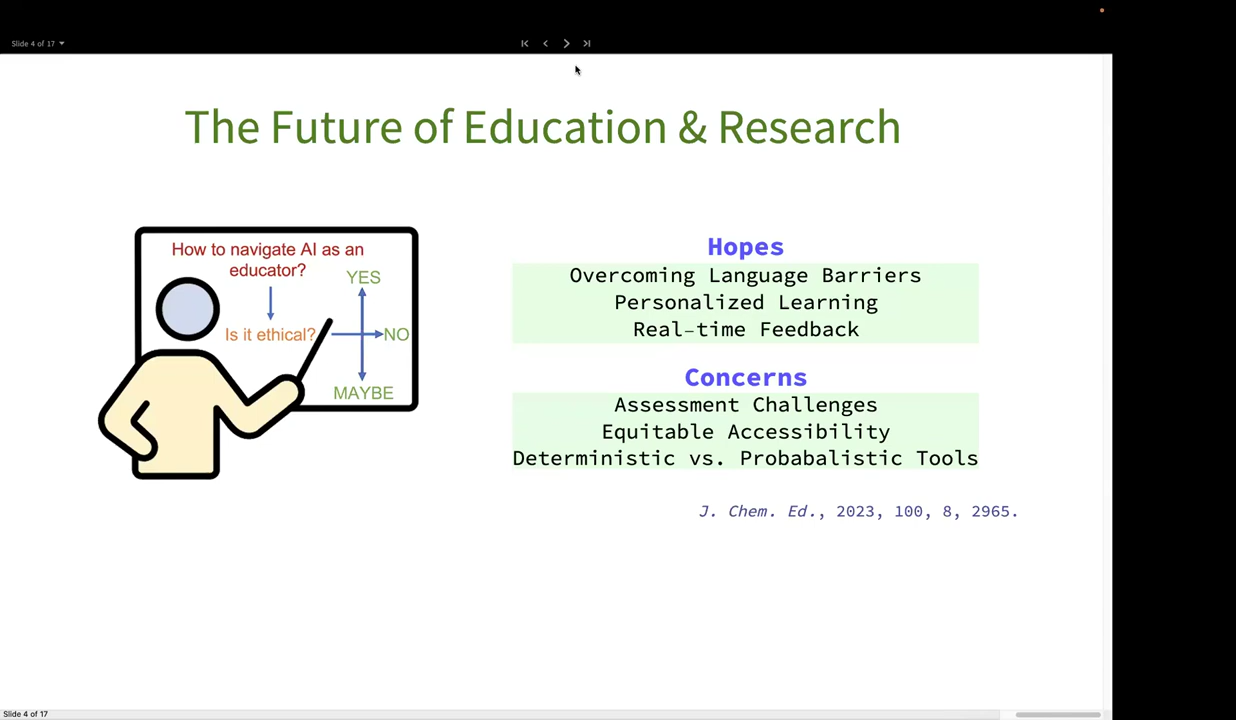 Slide 4 of 17
The Future of Education & Research
How to navigate AI as an
educator?
YES
Is it ethical?
NO
MAYBE
Hopes
Overcoming Language Barriers
Personalized Learning
Real-time Feedback
Concerns
Assessment Challenges
Equitable Accessibility
Deterministic vs. Probabalistic Tools
J. Chem. Ed., 2023, 100, 8, 2965.
Slide 4 of 17